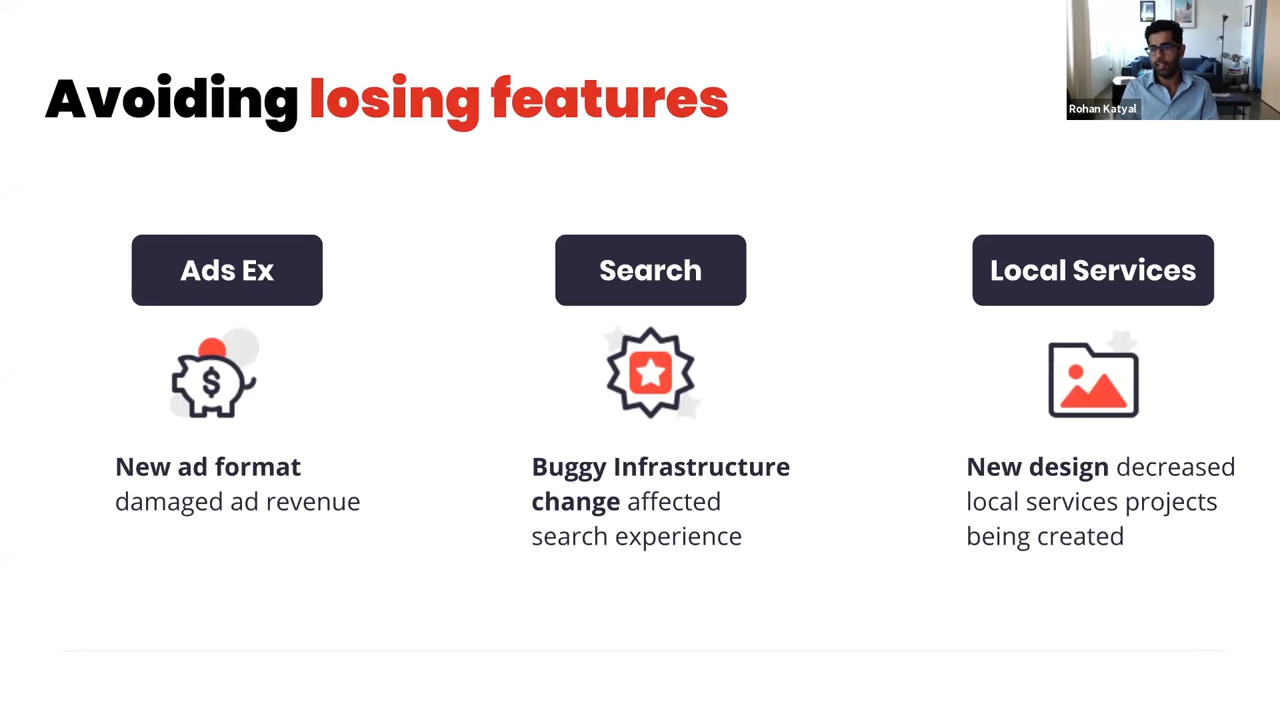 Avoiding losing features
Rohan Katyal
Ads Ex
Search
Local Services
$
New ad format
damaged ad revenue
Buggy Infrastructure
change affected
search experience
New design decreased
local services projects
being created